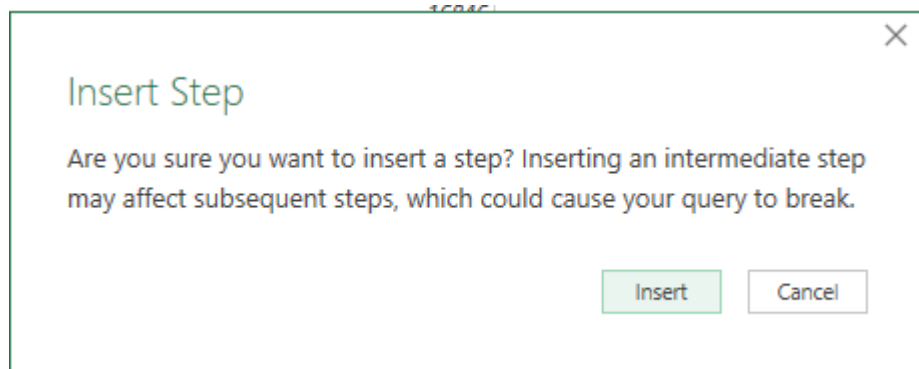 Insert Step
Are you sure you want to insert a step? Inserting an intermediate step
may affect subsequent steps, which could cause your query to break.
Insert
Cancel